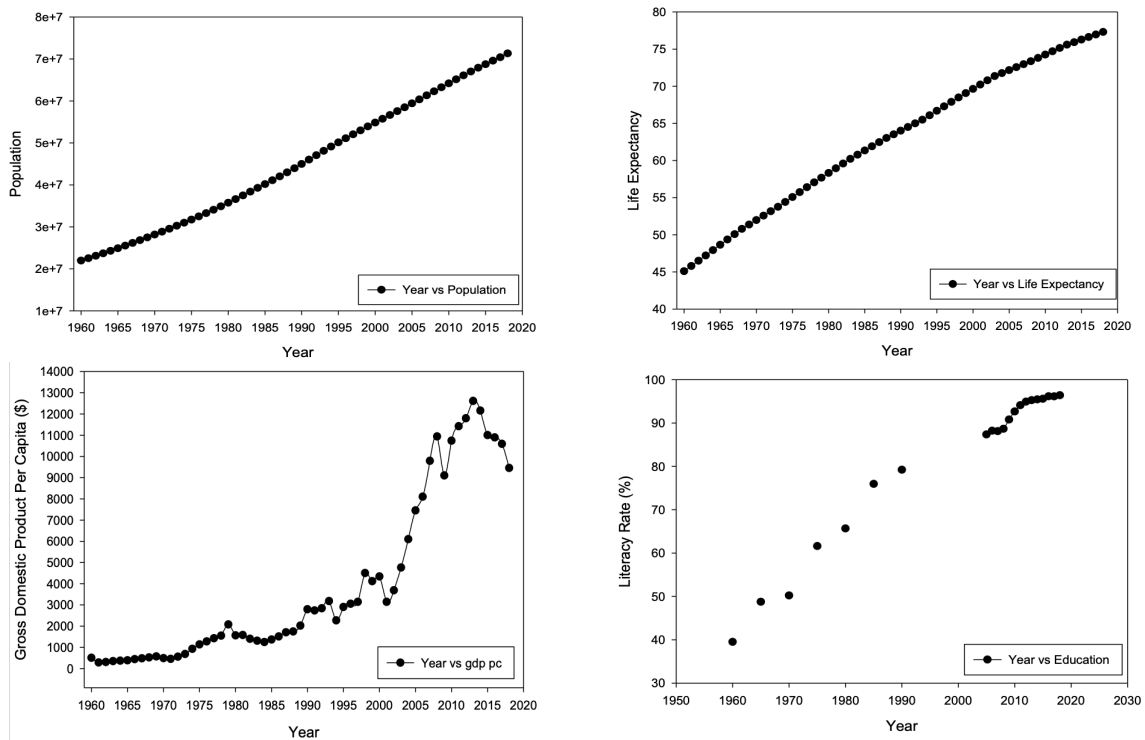 8e+7
7e+7
6e+7
5e+7
4e+7
3e+7
2e+7
1e+7
Population
Year vs Population
1960 1965 1970 1975 1980 1985 1990 1995 2000 2005 2010 2015 2020
Year
80
75
70
65
60
55
50
45
40
Life Expectancy
Year vs Life Expectancy
1960 1965 1970 1975 1980 1985 1990 1995 2000 2005 2010 2015 2020
Year
14000
13000
12000
11000
10000
9000
8000
7000
6000
5000
4000
3000
2000
1000
0
Gross Domestic Product Per Capita ($)
Year vs gdp pc
1960 1965 1970 1975 1980 1985 1990 1995 2000 2005 2010 2015 2020
Year
100
90
80
70
60
50
40
30
Literacy Rate (%)
Year vs Education
1950 1960 1970 1980 1990 2000 2010 2020 2030
Year